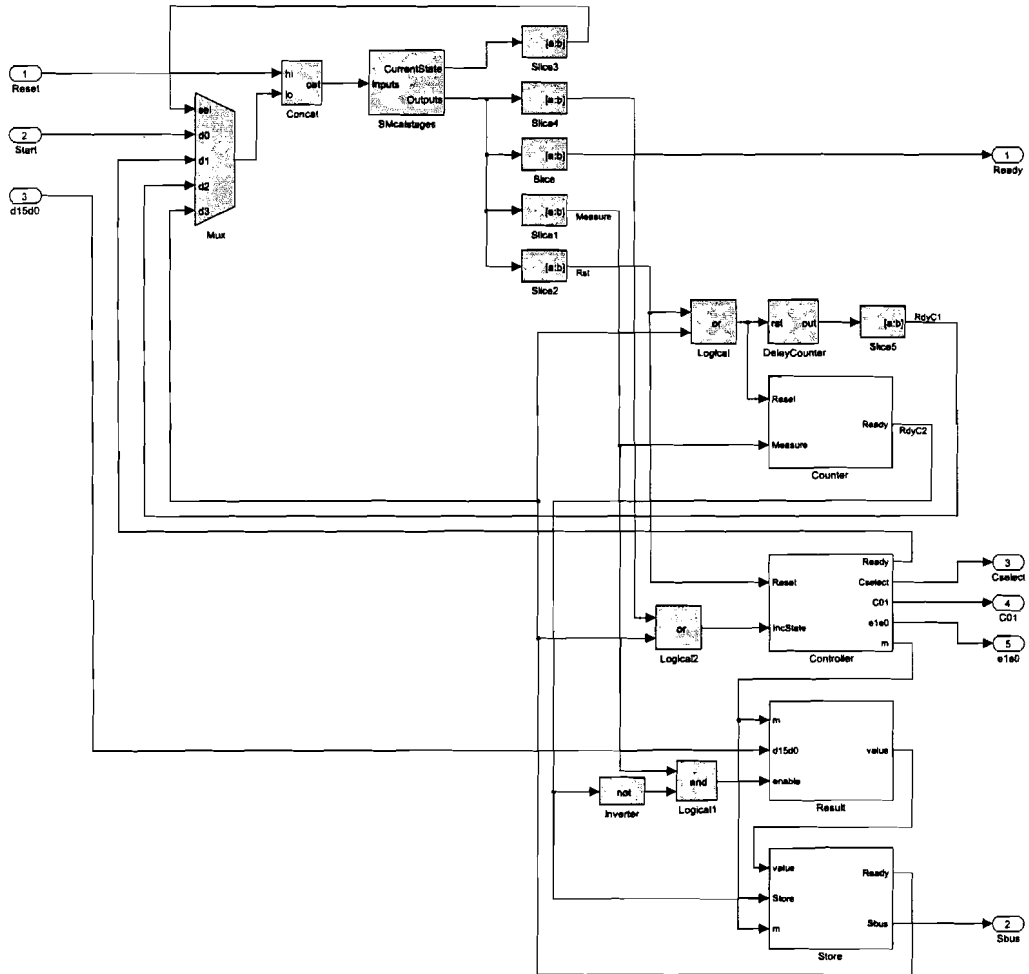 [a:b]
Slice3
1
Reset
hi
lo
cat
Concat
CurrentState
Inputs
Outputs
SMcalstages
[a:b]
Slice4
sel
d0
d1
d2
d3
Mux
2
Start
3
d15d0
[a:b]
Slice
1
Ready
[a:b]
Slice1
Measure
[a:b]
Slice2
Rst
or
Logical
rst
out
DelayCounter
[a:b]
Slice5
RdyC1
Reset
Ready
RdyC2
Measure
Counter
Ready
Reset
Cselect
C01
IncState
e1e0
m
Controller
3
Cselect
4
C01
5
e1e0
or
Logical2
m
d15d0
value
enable
Result
not
Inverter
and
Logical1
value
Ready
Store
Sbus
m
Store
2
Sbus